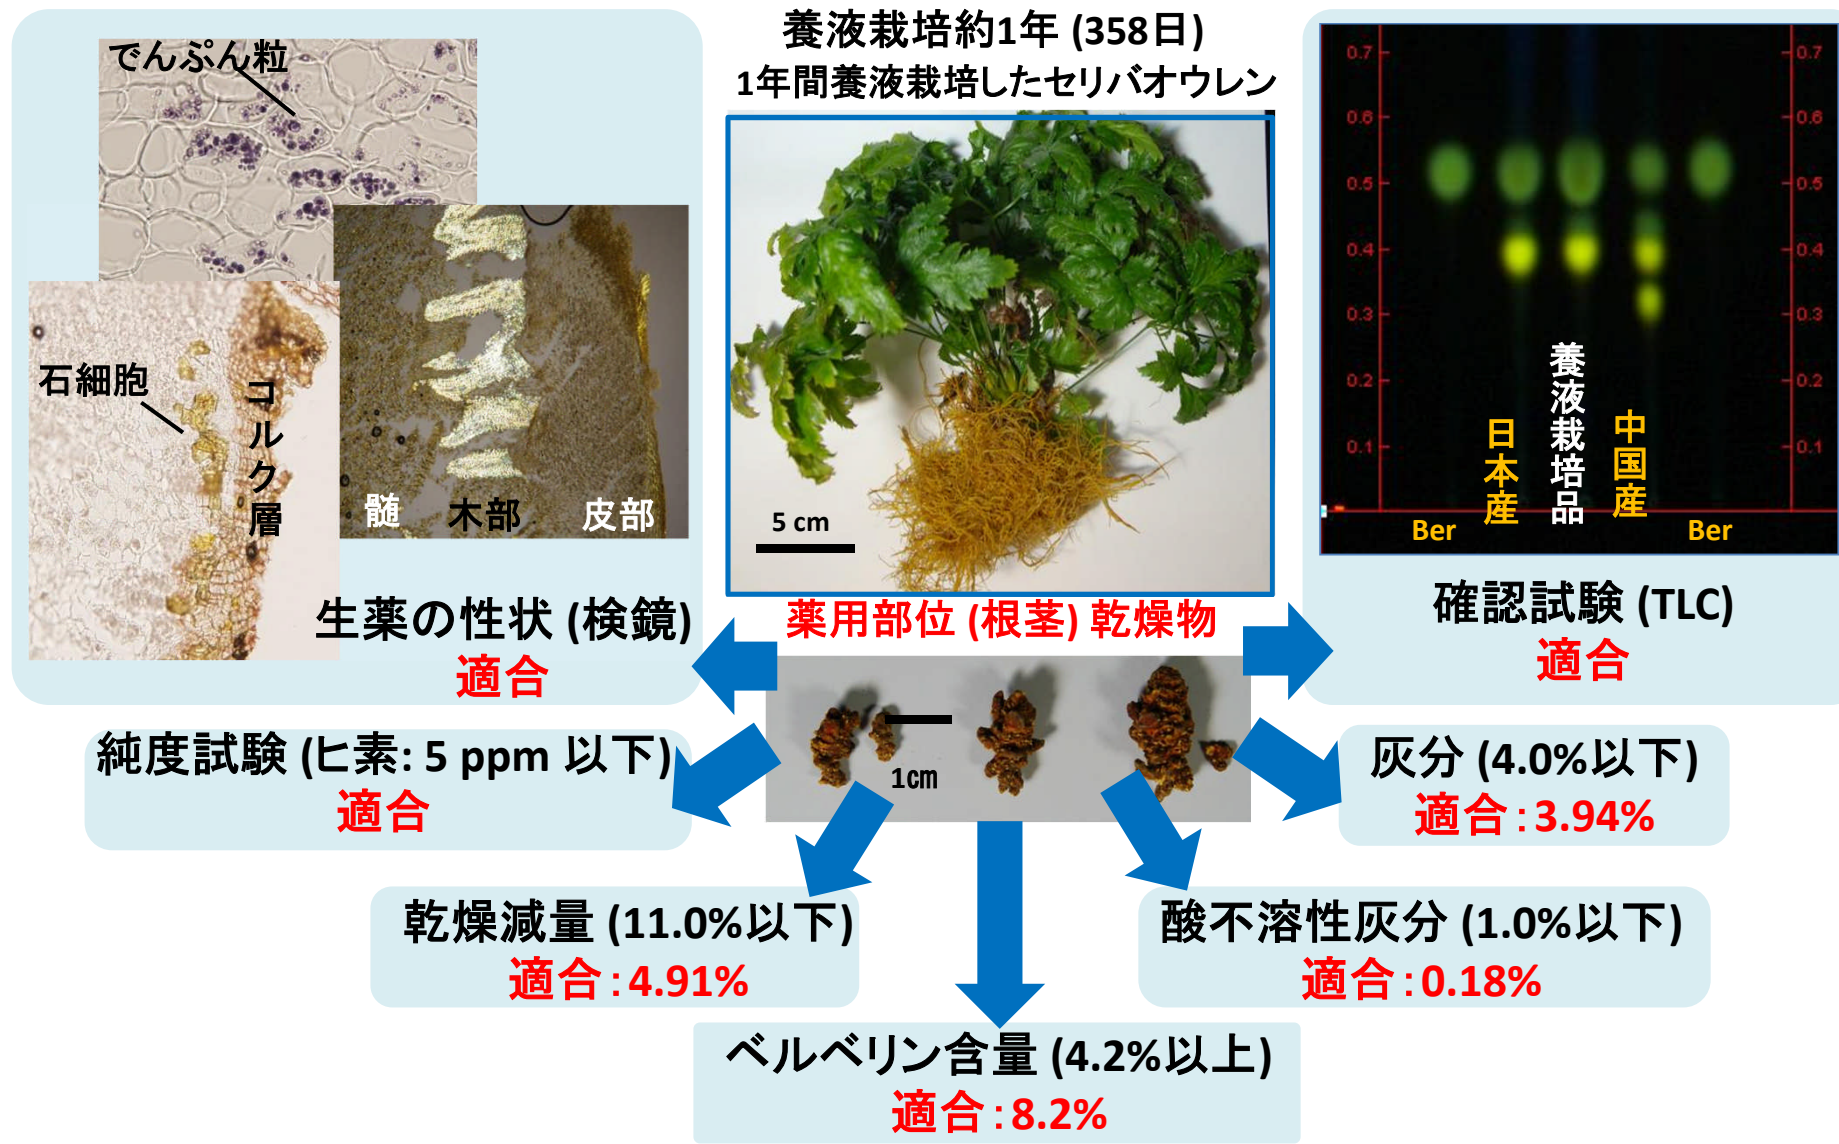 養液栽培約1年 (358日)
1年間養液栽培したセリバオウレン
でんぷん粒
石細胞
コルク層
髄
木部
皮部
生薬の性状 (検鏡)
適合
5 cm
薬用部位 (根茎) 乾燥物
1㎝
0.7
0.6
0.5
0.4
0.3
0.2
0.1
0.7
0.6
0.5
0.4
0.3
0.2
0.1
Ber
日本産
養液栽培品
中国産
Ber
確認試験 (TLC)
適合
純度試験 (ヒ素: 5 ppm 以下)
適合
灰分 (4.0%以下)
適合：3.94%
乾燥減量 (11.0%以下)
適合：4.91%
酸不溶性灰分 (1.0%以下)
適合：0.18%
ベルベリン含量 (4.2%以上)
適合：8.2%